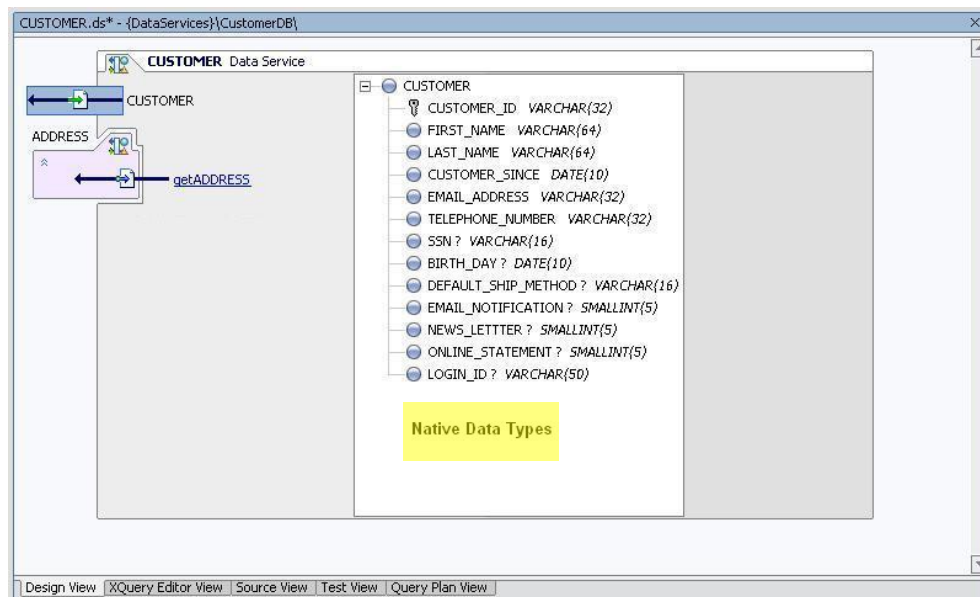 CUSTOMER.ds* - {DataServices}\CustomerDB\
CUSTOMER Data Service
CUSTOMER
ADDRESS
getADDRESS
CUSTOMER
CUSTOMER_ID VARCHAR(32)
FIRST_NAME VARCHAR(64)
LAST_NAME VARCHAR(64)
CUSTOMER_SINCE DATE(10)
EMAIL_ADDRESS VARCHAR(32)
TELEPHONE_NUMBER VARCHAR(32)
SSN ? VARCHAR(16)
BIRTH_DAY ? DATE(10)
DEFAULT_SHIP_METHOD ? VARCHAR(16)
EMAIL_NOTIFICATION ? SMALLINT(5)
NEWS_LETTTER ? SMALLINT(5)
ONLINE_STATEMENT ? SMALLINT(5)
LOGIN_ID ? VARCHAR(50)
Native Data Types
Design View XQuery Editor View Source View Test View Query Plan View